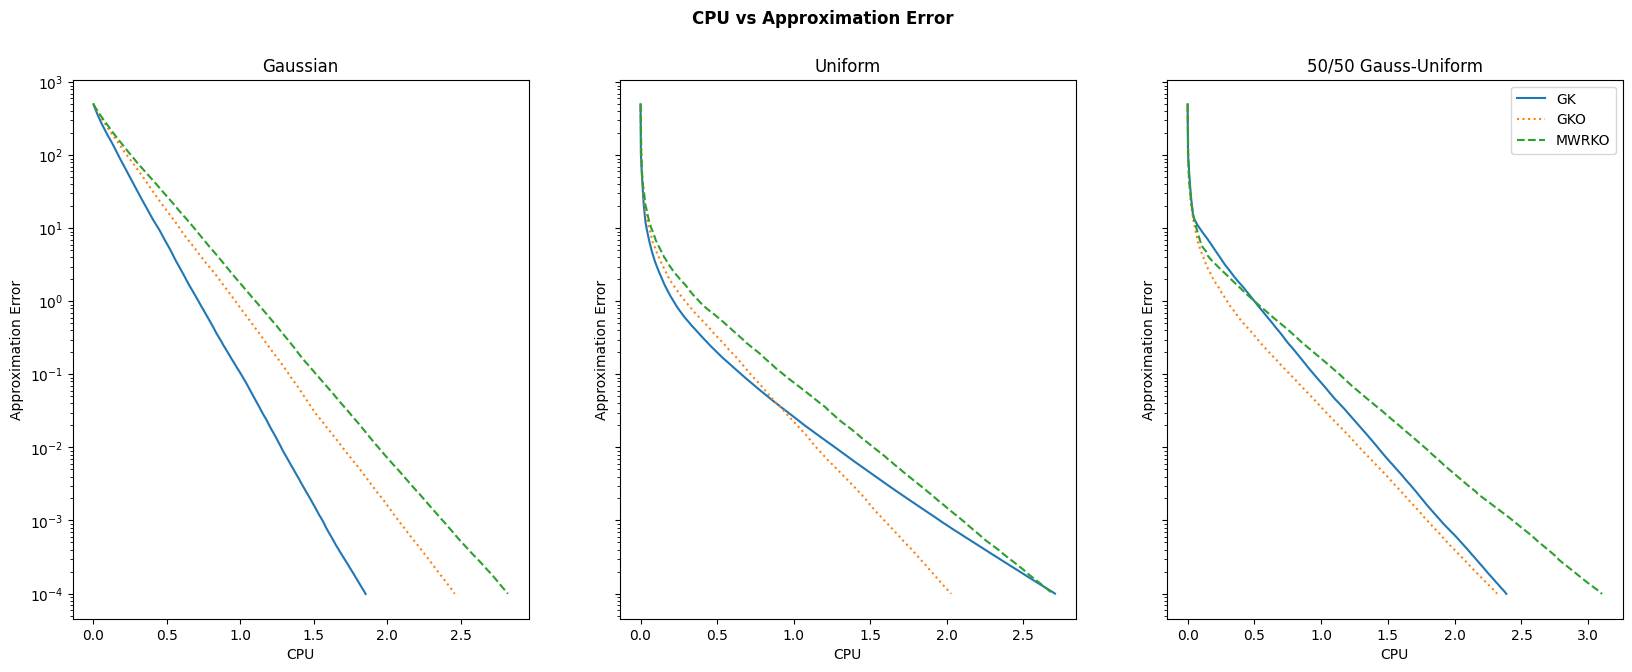 CPU vs Approximation Error
Gaussian
Approximation Error
10³
10²
10¹
10⁰
10⁻¹
10⁻²
10⁻³
10⁻⁴
0.0 0.5 1.0 1.5 2.0 2.5
CPU
Uniform
Approximation Error
0.0 0.5 1.0 1.5 2.0 2.5
CPU
50/50 Gauss-Uniform
GK
GKO
MWRKO
Approximation Error
0.0 0.5 1.0 1.5 2.0 2.5 3.0
CPU